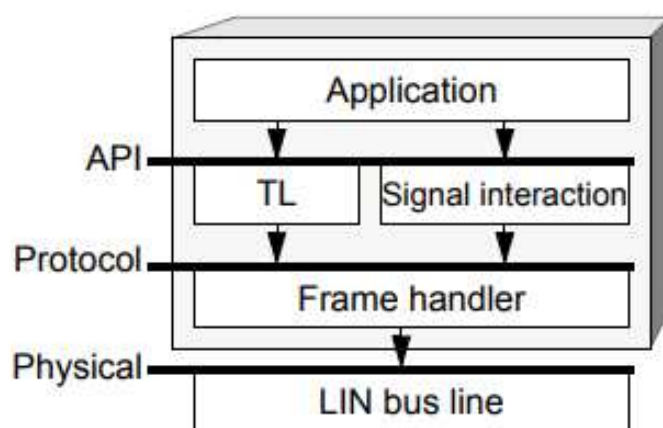 Application
API
TL Signal interaction
Protocol
Frame handler
Physical
LIN bus line